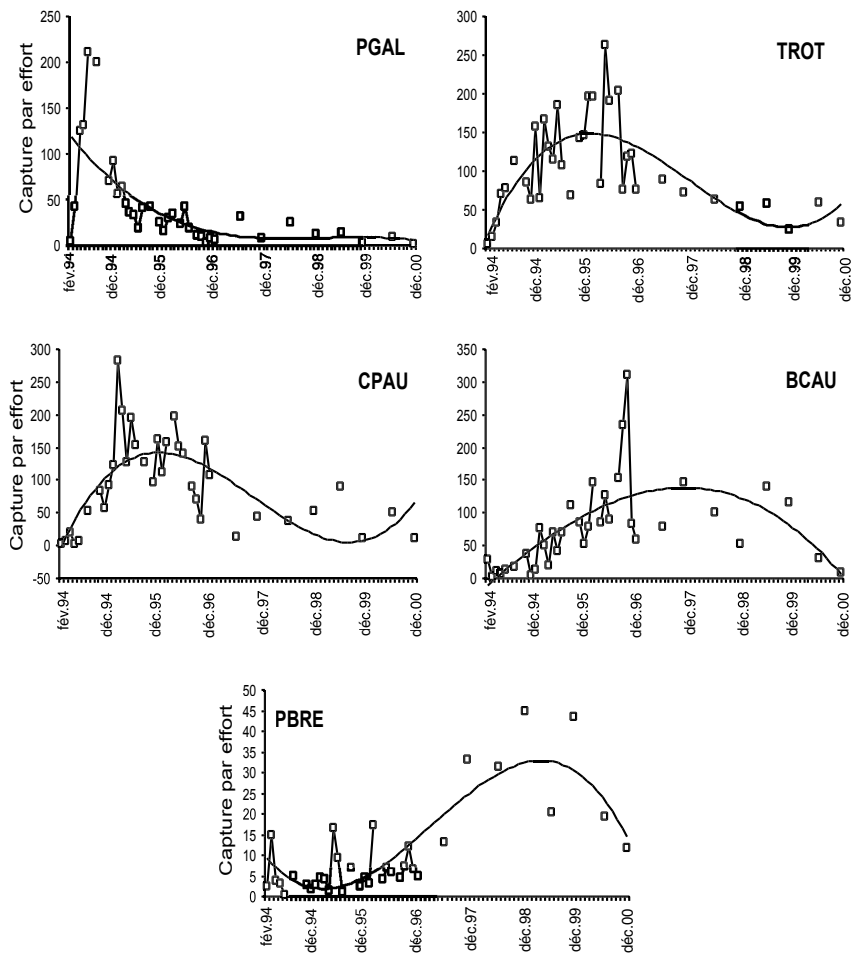 PGAL
Capture par effort
250
200
150
100
50
0
fév.94
déc.94
déc.95
déc.96
déc.97
déc.98
déc.99
déc.00
TROT
300
250
200
150
100
50
0
fév.94
déc.94
déc.95
déc.96
déc.97
déc.98
déc.99
déc.00
CPAU
Capture par effort
350
300
250
200
150
100
50
0
-50
fév.94
déc.94
déc.95
déc.96
déc.97
déc.98
déc.99
déc.00
BCAU
350
300
250
200
150
100
50
0
fév.94
déc.94
déc.95
déc.96
déc.97
déc.98
déc.99
déc.00
PBRE
Capture par effort
50
45
40
35
30
25
20
15
10
5
0
fév.94
déc.94
déc.95
déc.96
déc.97
déc.98
déc.99
déc.00